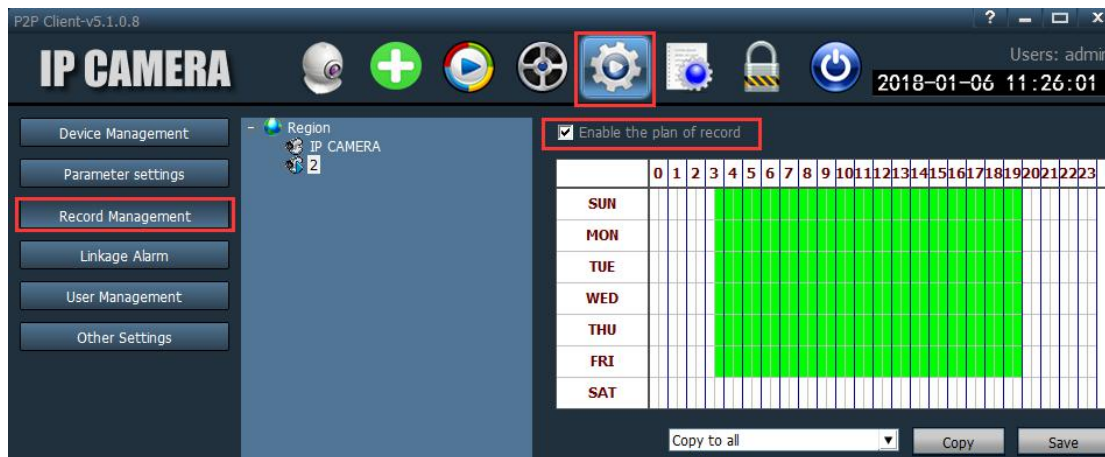 P2P Client-v5.1.0.8
? – x
IP CAMERA
Users: admin
2018-01-06 11:26:01
Device Management
Parameter settings
Record Management
Linkage Alarm
User Management
Other Settings
- Region
IP CAMERA
2
Enable the plan of record
0 1 2 3 4 5 6 7 8 9 10 11 12 13 14 15 16 17 18 19 20 21 22 23
SUN
MON
TUE
WED
THU
FRI
SAT
Copy to all
Copy
Save